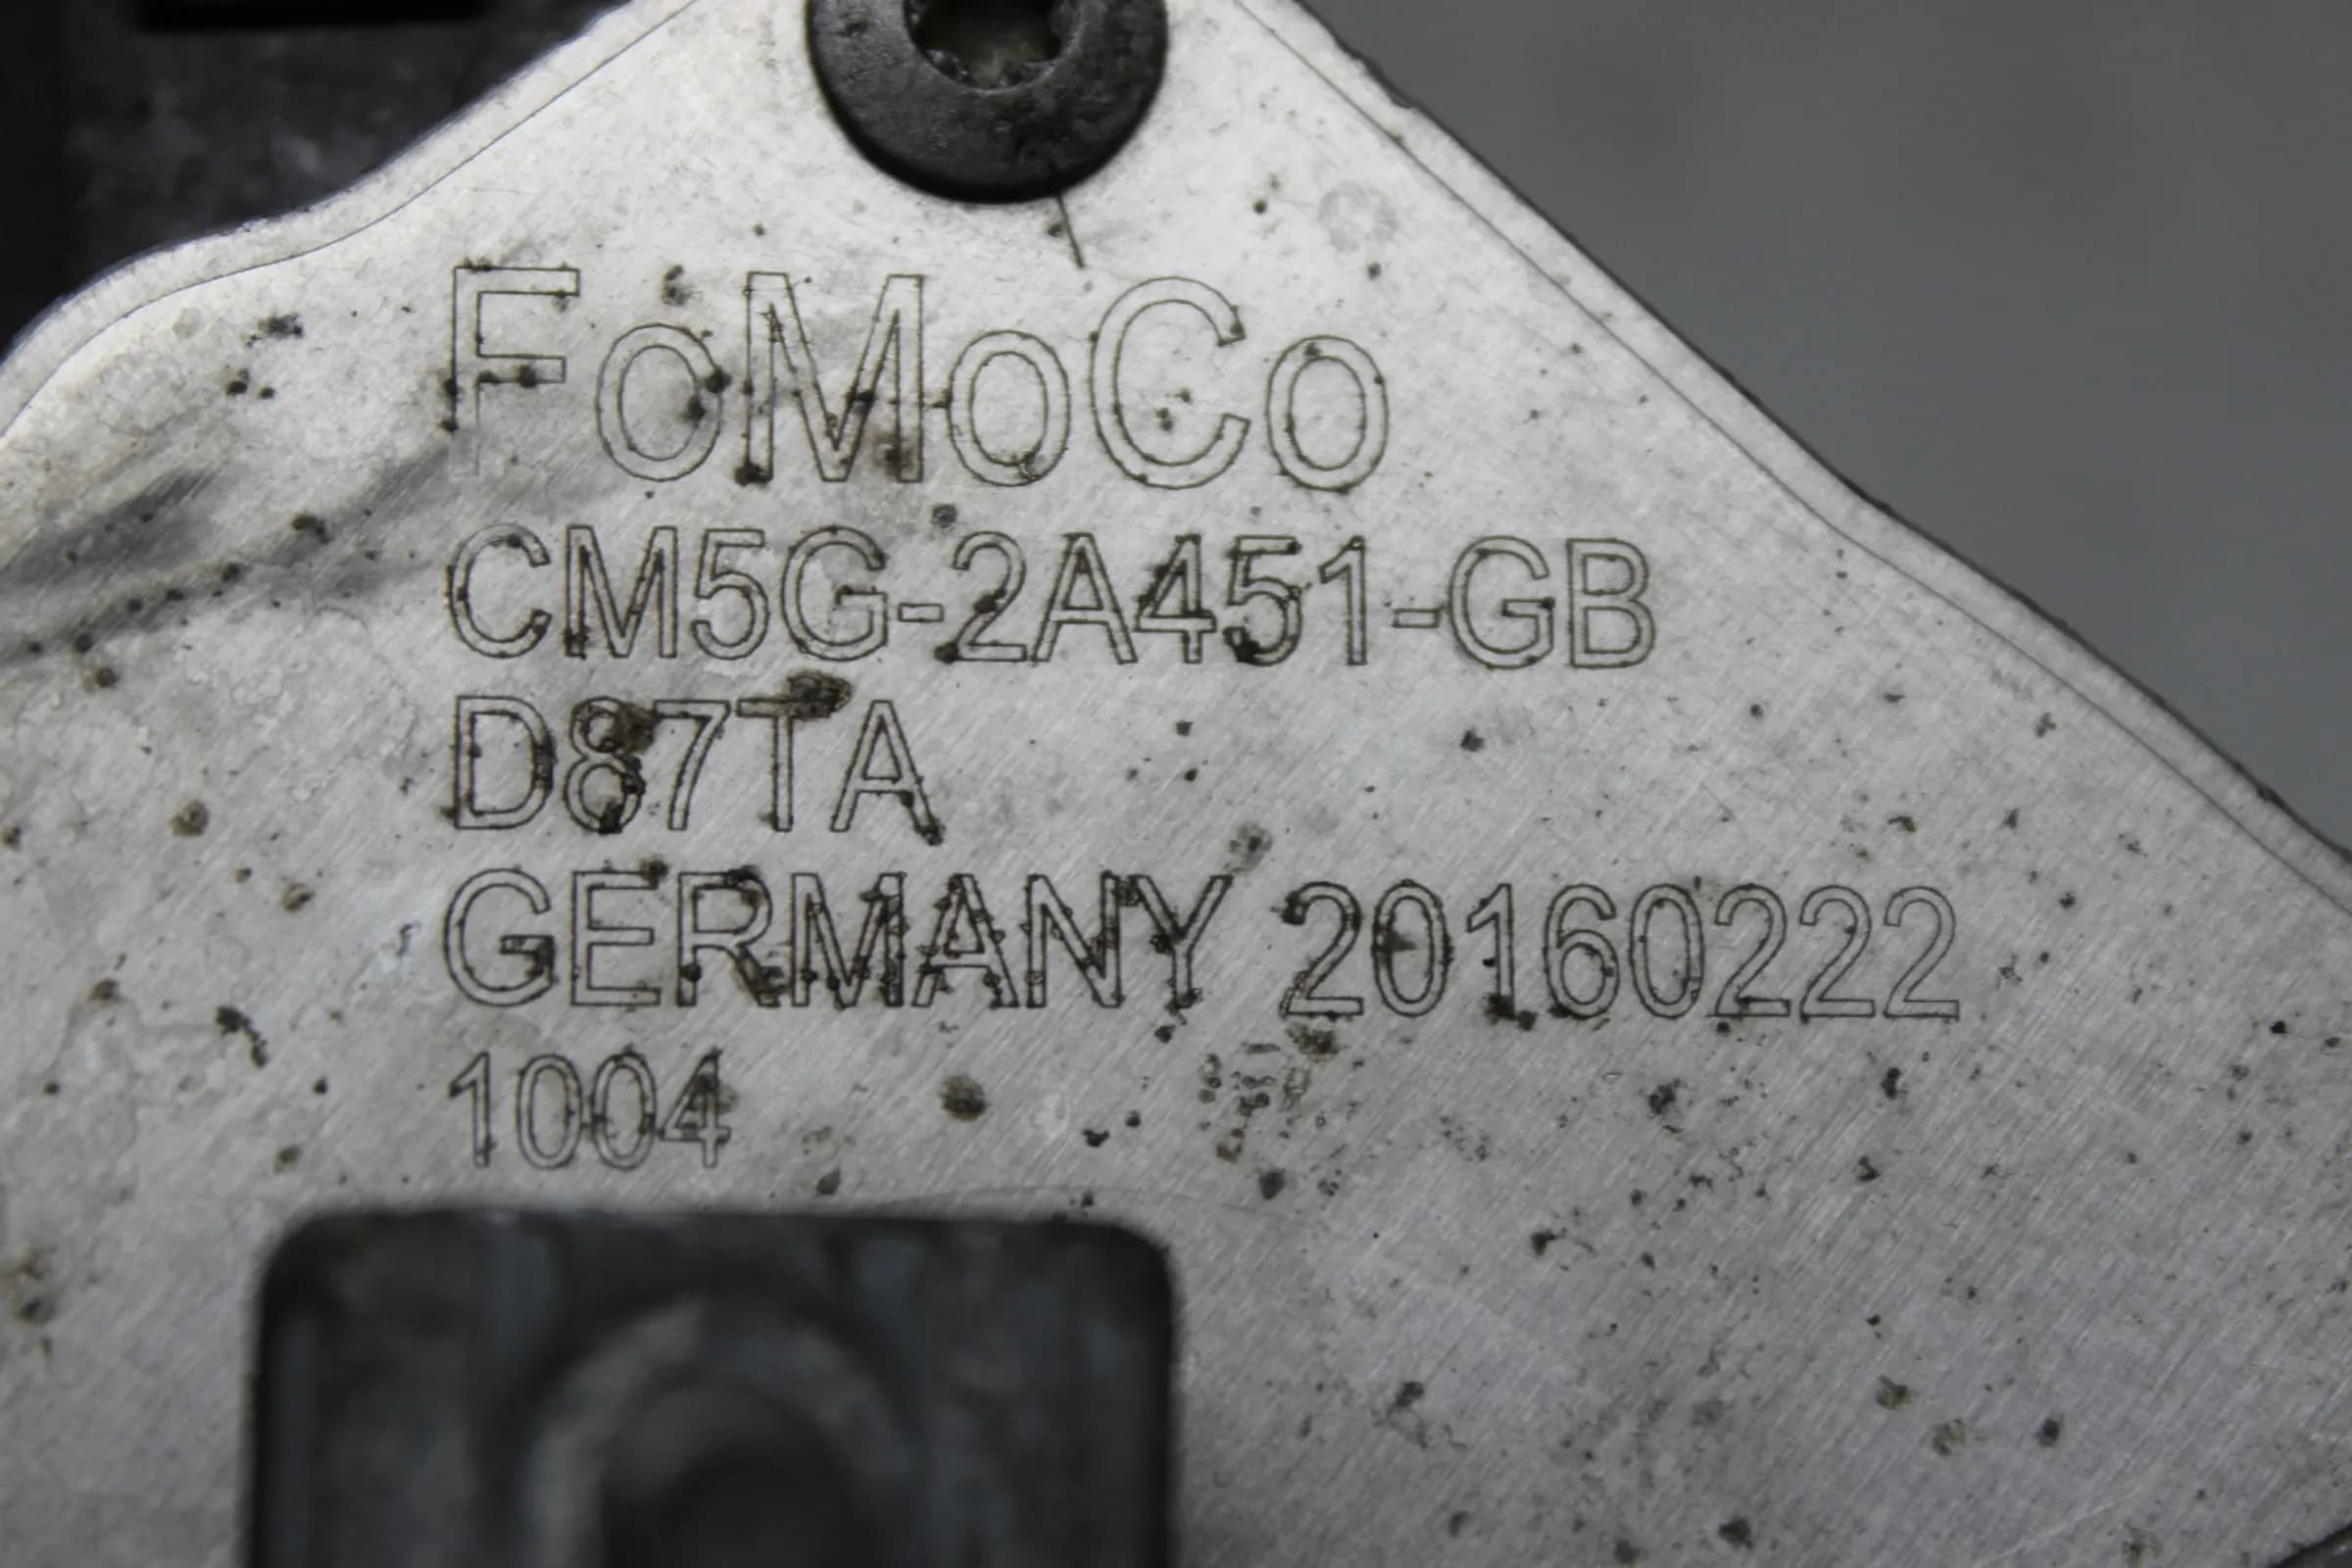 FoMoCo
CM5G-2A451-GB
D87TA
GERMANY 20160222
1004